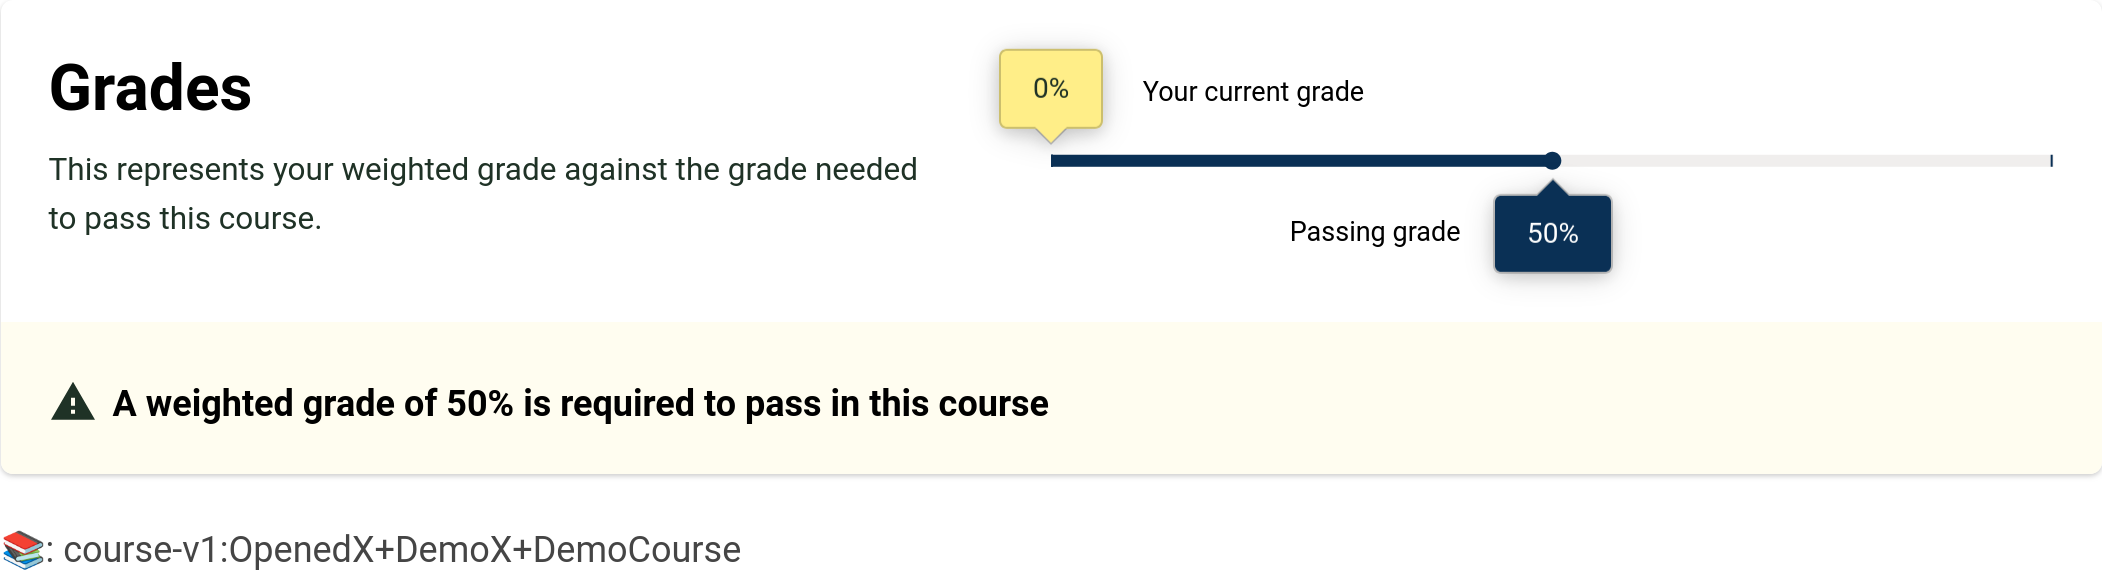 Grades
This represents your weighted grade against the grade needed
to pass this course.
0%
Your current grade
Passing grade
50%
A weighted grade of 50% is required to pass in this course
📚: course-v1:OpenedX+DemoX+DemoCourse